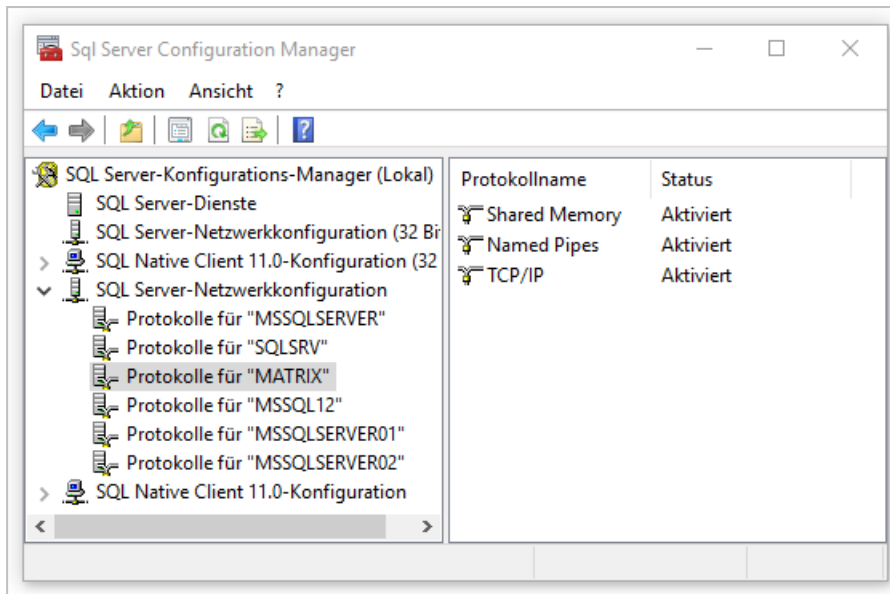 Sql Server Configuration Manager
Datei Aktion Ansicht ?
SQL Server-Konfigurations-Manager (Lokal)
SQL Server-Dienste
SQL Server-Netzwerkkonfiguration (32 Bi
SQL Native Client 11.0-Konfiguration (32
SQL Server-Netzwerkkonfiguration
Protokolle für "MSSQLSERVER"
Protokolle für "SQLSRV"
Protokolle für "MATRIX"
Protokolle für "MSSQL12"
Protokolle für "MSSQLSERVER01"
Protokolle für "MSSQLSERVER02"
SQL Native Client 11.0-Konfiguration
Protokollname Status
Shared Memory Aktiviert
Named Pipes Aktiviert
TCP/IP Aktiviert